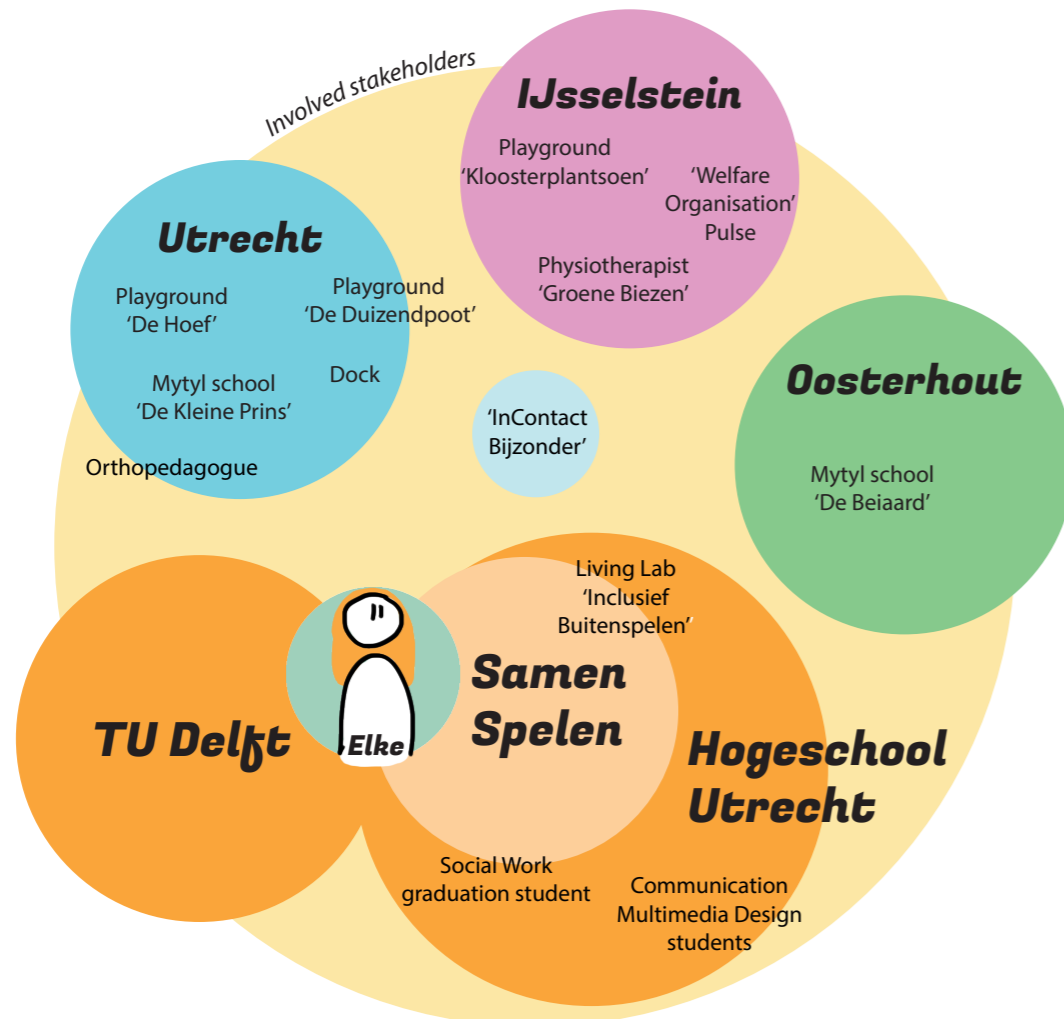 Involved stakeholders
IJsselstein
Playground
‘Kloosterplantsoen’
‘Welfare
Organisation’
Pulse
Physiotherapist
‘Groene Biezen’
Utrecht
Playground
‘De Hoef’
Playground
‘De Duizendpoot’
Mytyl school
‘De Kleine Prins’
Dock
Orthopedagogue
‘InContact
Bijzonder’
Oosterhout
Mytyl school
‘De Beiaard’
Living Lab
‘Inclusief
Buitenspelen’’
Samen
Spelen
TU Delft
Elke
Hogeschool
Utrecht
Social Work
graduation student
Communication
Multimedia Design
students